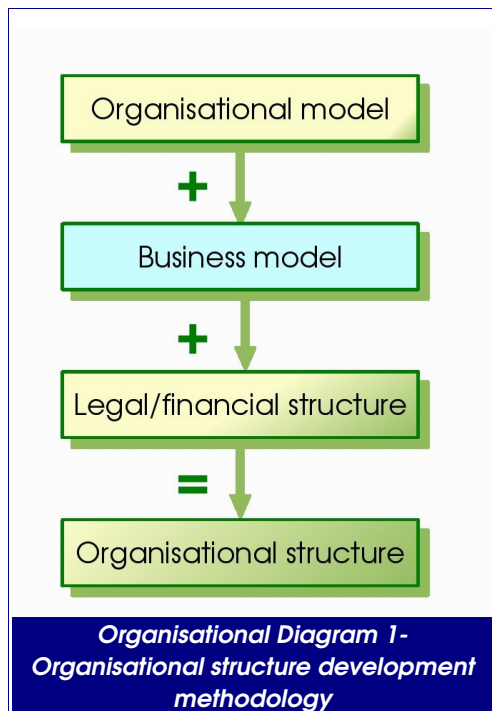 Organisational model
+
Business model
+
Legal/financial structure
=
Organisational structure
Organisational Diagram 1-
Organisational structure development
methodology